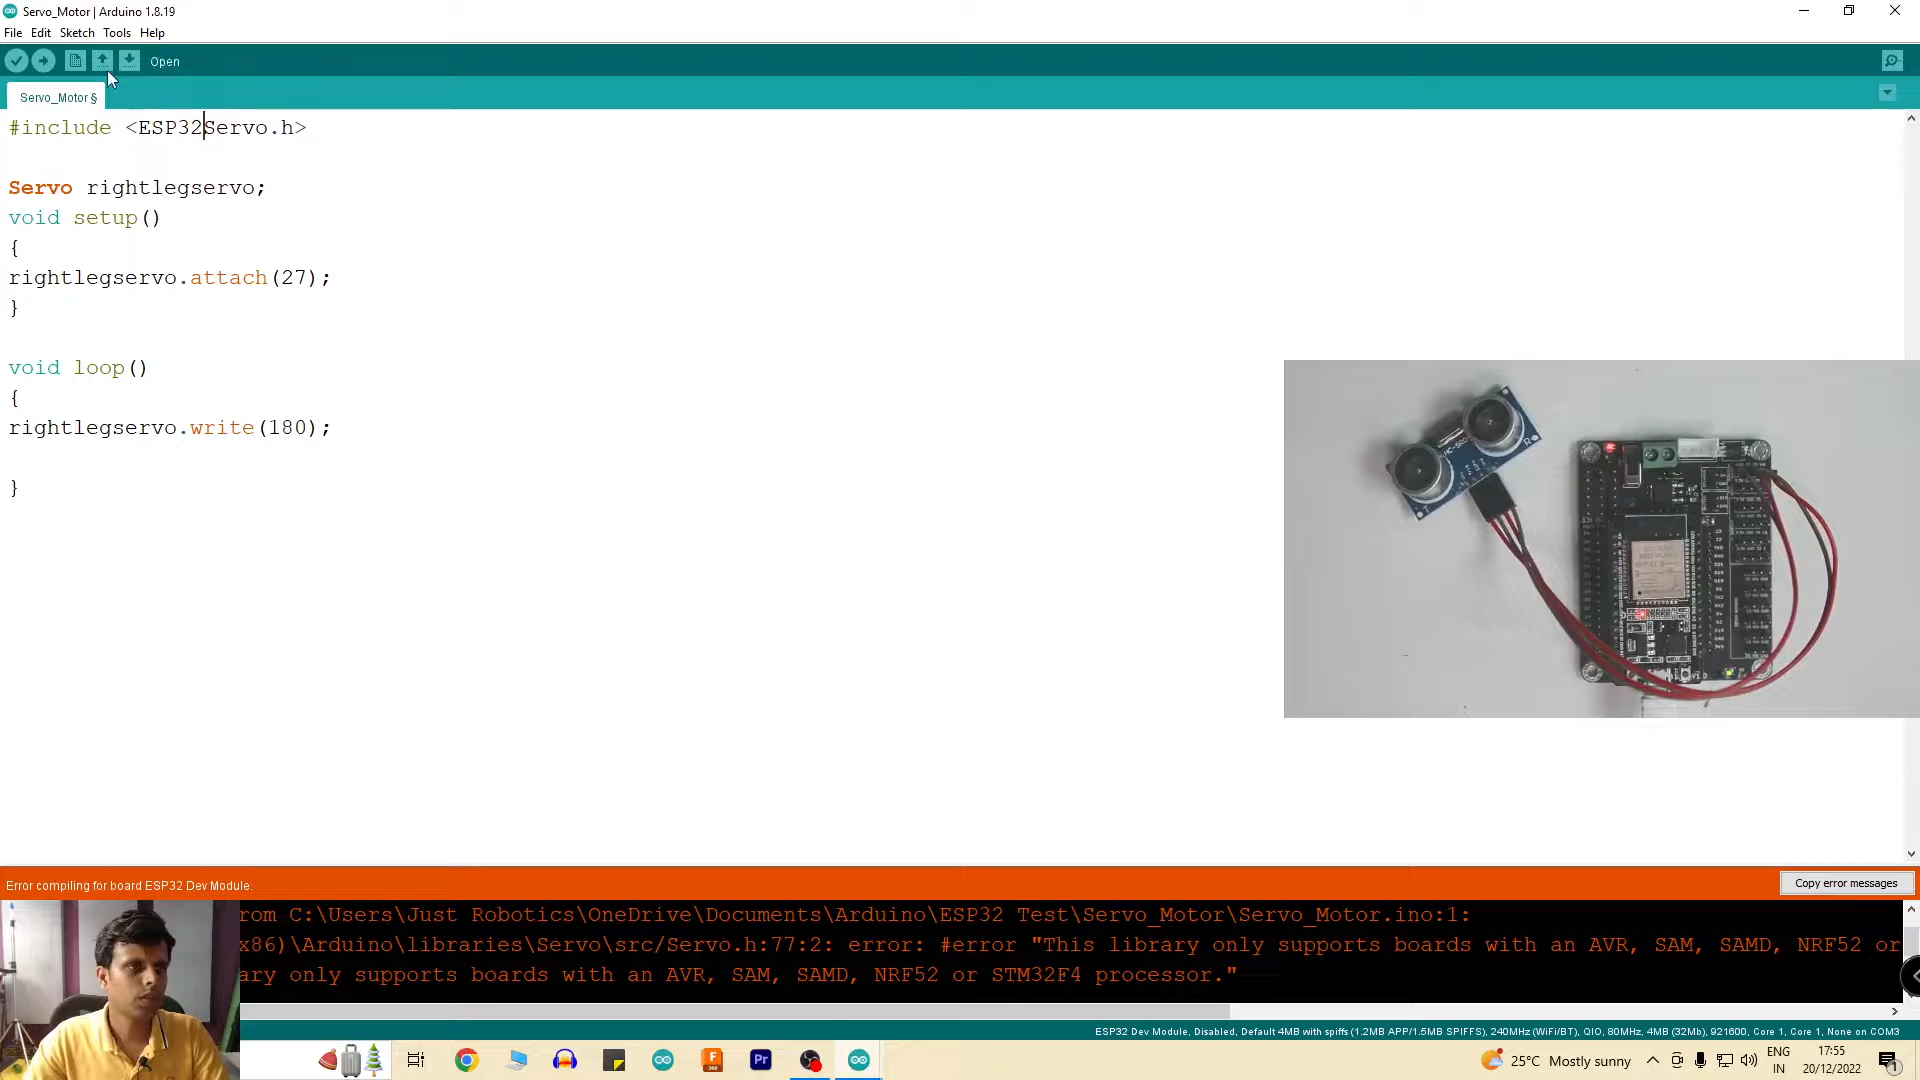 Servo_Motor | Arduino 1.8.19
File Edit Sketch Tools Help
Open
Servo_Motor §
#include <ESP32Servo.h>
Servo rightlegservo;
void setup()
{
rightlegservo.attach(27);
}
void loop()
{
rightlegservo.write(180);
}
HC-SR04
T
R
Error compiling for board ESP32 Dev Module.
Copy error messages
rom C:\Users\Just Robotics\OneDrive\Documents\Arduino\ESP32 Test\Servo_Motor\Servo_Motor.ino:1:
x86)\Arduino\libraries\Servo\src/Servo.h:77:2: error: #error "This library only supports boards with an AVR, SAM, SAMD, NRF52 or
ary only supports boards with an AVR, SAM, SAMD, NRF52 or STM32F4 processor."
ESP32 Dev Module, Disabled, Default 4MB with spiffs (1.2MB APP/1.5MB SPIFFS), 240MHz (WiFi/BT), QIO, 80MHz, 4MB (32Mb), 921600, Core 1, Core 1, None on COM3
F
360
Pr
25°C Mostly sunny
ENG
IN
17:55
20/12/2022
1